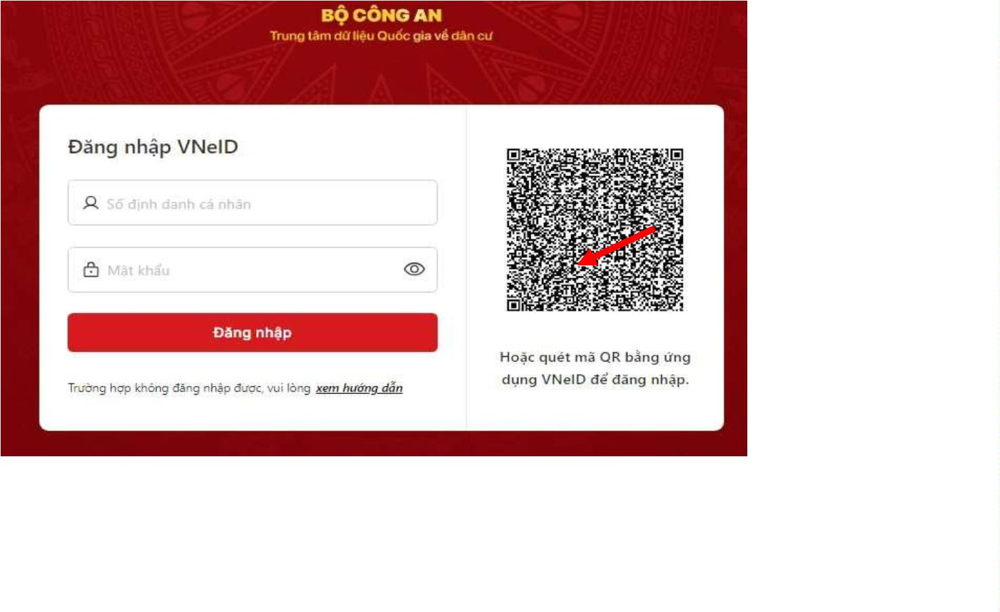 BỘ CÔNG AN
Trung tâm dữ liệu Quốc gia về dân cư
Đăng nhập VNeID
Số định danh cá nhân
Mật khẩu
Đăng nhập
Trường hợp không đăng nhập được, vui lòng xem hướng dẫn
Hoặc quét mã QR bằng ứng
dụng VNeID để đăng nhập.